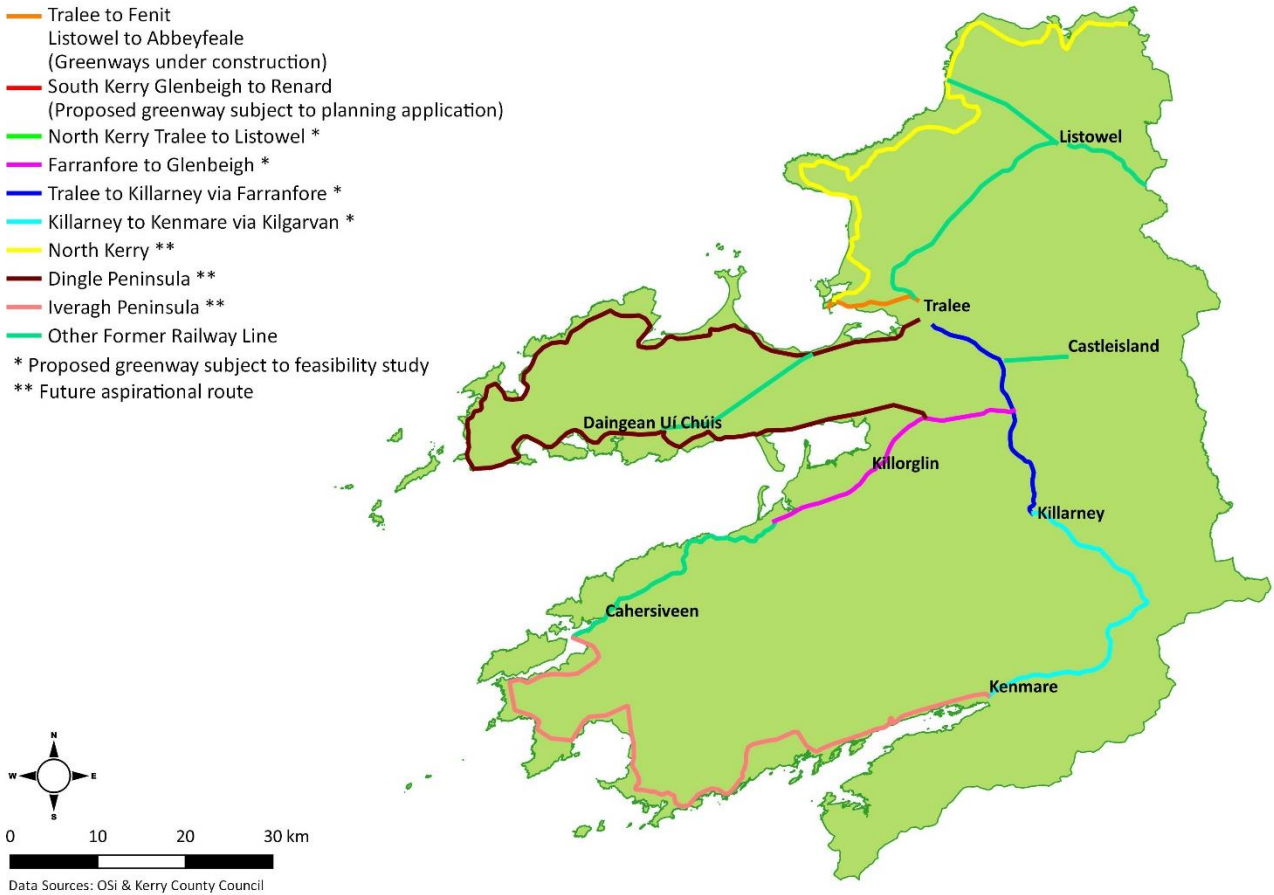 Tralee to Fenit
Listowel to Abbeyfeale
(Greenways under construction)
South Kerry Glenbeigh to Renard
(Proposed greenway subject to planning application)
North Kerry Tralee to Listowel *
Farranfore to Glenbeigh *
Tralee to Killarney via Farranfore *
Killarney to Kenmare via Kilgarvan *
North Kerry **
Dingle Peninsula **
Iveragh Peninsula **
Other Former Railway Line
* Proposed greenway subject to feasibility study
** Future aspirational route
Listowel
Tralee
Castleisland
Daingean Uí Chúis
Killorglin
Killarney
Cahersiveen
Kenmare
N
W E
S
0 10 20 30 km
Data Sources: OSi & Kerry County Council